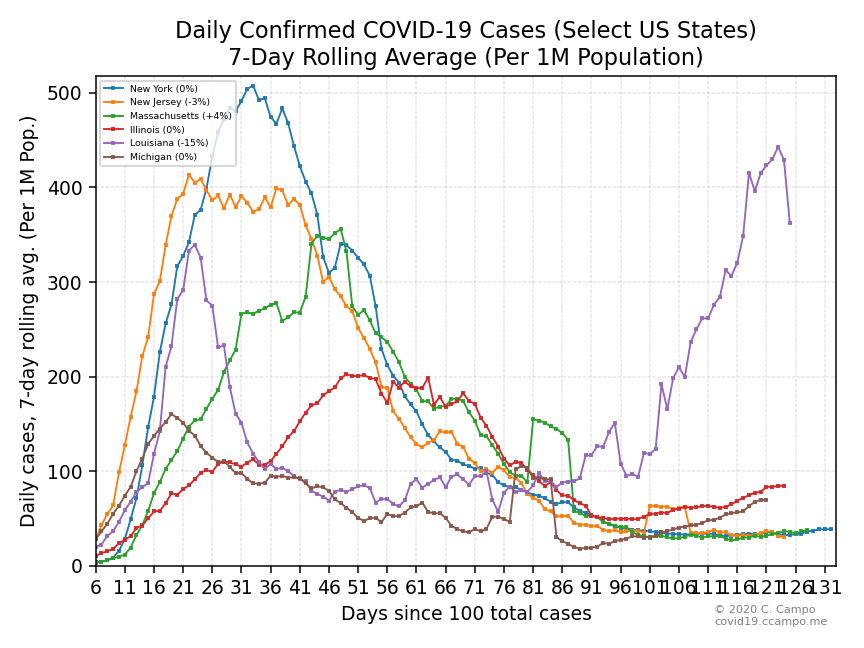 Daily Confirmed COVID-19 Cases (Select US States)
7-Day Rolling Average (Per 1M Population)
Daily cases, 7-day rolling avg. (Per 1M Pop.)
500
400
300
200
100
0
New York (0%)
New Jersey (-3%)
Massachusetts (+4%)
Illinois (0%)
Louisiana (-15%)
Michigan (0%)
6 11 16 21 26 31 36 41 46 51 56 61 66 71 76 81 86 91 96 101 106 111 116 121 126 131
Days since 100 total cases
© 2020 C. Campo
covid19.ccampo.me